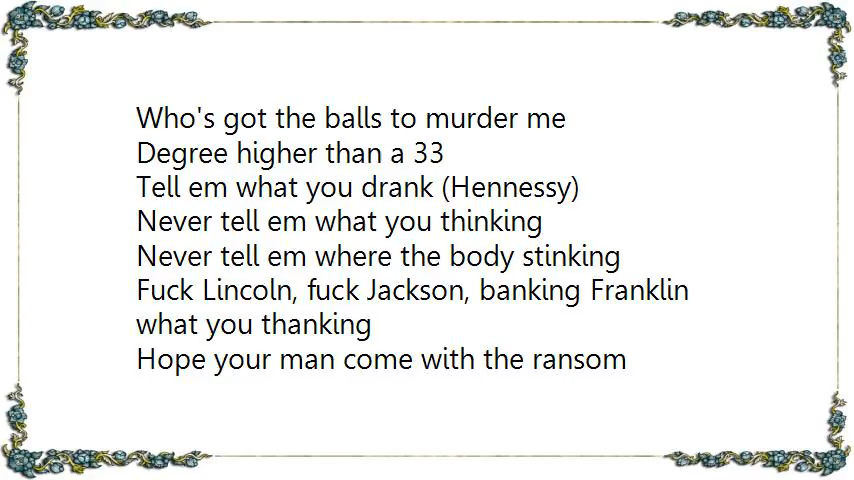 Who's got the balls to murder me
Degree higher than a 33
Tell em what you drank (Hennessy)
Never tell em what you thinking
Never tell em where the body stinking
Fuck Lincoln, fuck Jackson, banking Franklin
what you thanking
Hope your man come with the ransom